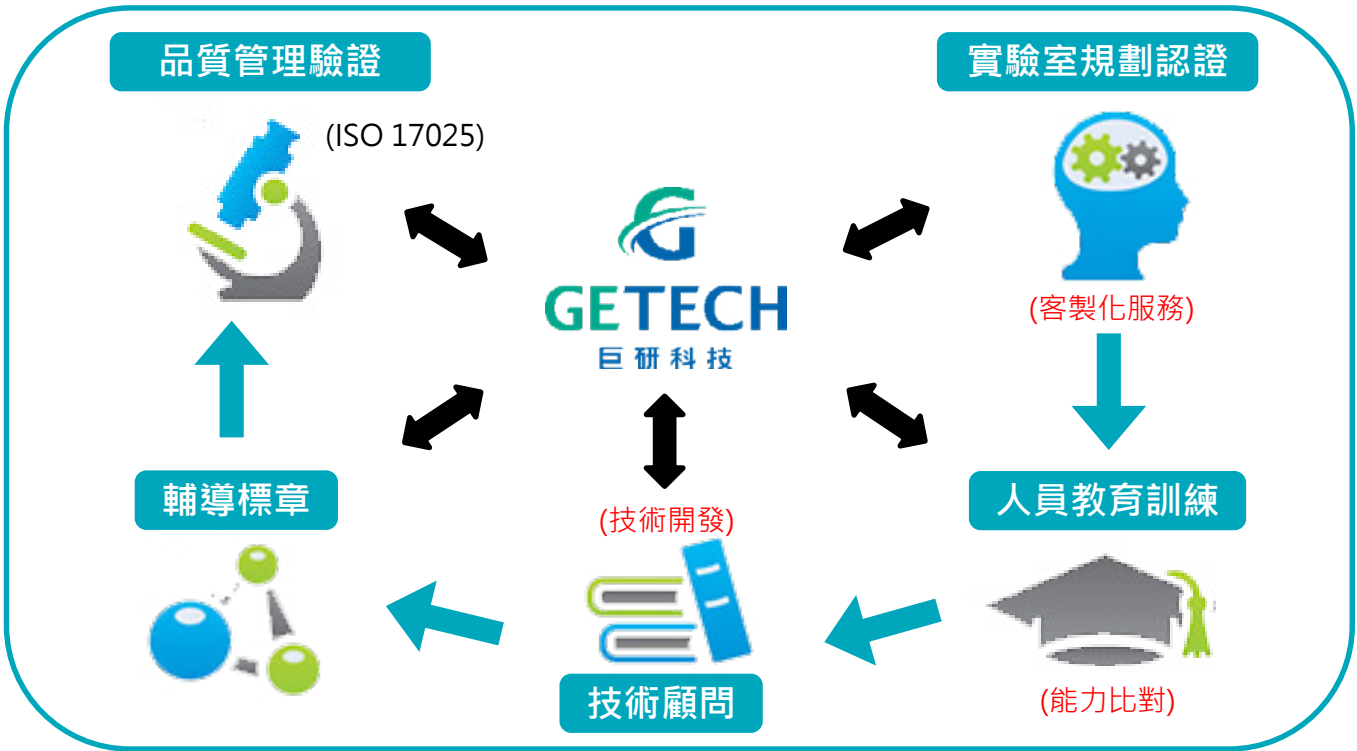 品質管理驗證
實驗室規劃認證
(ISO 17025)
GETECH
巨研科技
(客製化服務)
輔導標章
人員教育訓練
(技術開發)
技術顧問
(能力比對)